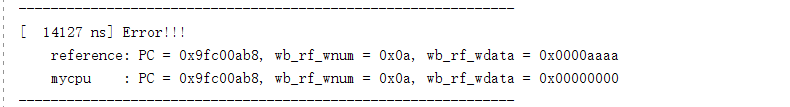 --------------------------------------------------------------
[  14127 ns] Error!!!
    reference: PC = 0x9fc00ab8, wb_rf_wnum = 0x0a, wb_rf_wdata = 0x0000aaaa
    mycpu    : PC = 0x9fc00ab8, wb_rf_wnum = 0x0a, wb_rf_wdata = 0x00000000
--------------------------------------------------------------